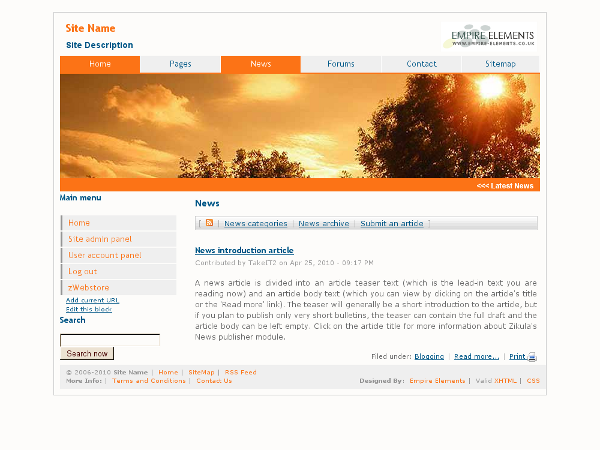 Site Name
Site Description
EMPIRE ELEMENTS
WWW.EMPIRE-ELEMENTS.CO.UK
Home Pages News Forums Contact Sitemap
<<< Latest News
Main menu
Home
Site admin panel
User account panel
Log out
zWebstore
Add current URL
Edit this block
Search
Search now
News
[ | News categories | News archive | Submit an article ]
News introduction article
Contributed by TakeIT2 on Apr 25, 2010 - 09:17 PM
A news article is divided into an article teaser text (which is the lead-in text you are
reading now) and an article body text (which you can view by clicking on the article's title
or the 'Read more' link). The teaser will generally be a short introduction to the article, but
if you plan to publish only very short bulletins, the teaser can contain the full draft and the
article body can be left empty. Click on the article title for more information about Zikula's
News publisher module.
Filed under: Blogging | Read more... | Print
© 2006-2010 Site Name | Home | SiteMap | RSS Feed
More Info: | Terms and Conditions | Contact Us
Designed By: Empire Elements | Valid XHTML | CSS